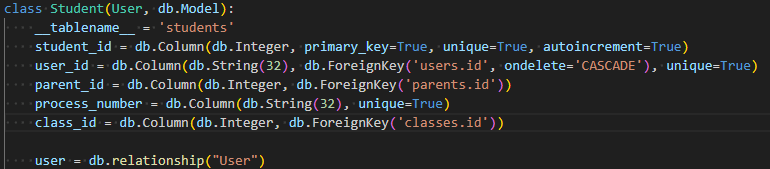 class Student(User, db.Model):
    __tablename__ = 'students'
    student_id = db.Column(db.Integer, primary_key=True, unique=True, autoincrement=True)
    user_id = db.Column(db.String(32), db.ForeignKey('users.id', ondelete='CASCADE'), unique=True)
    parent_id = db.Column(db.Integer, db.ForeignKey('parents.id'))
    process_number = db.Column(db.String(32), unique=True)
    class_id = db.Column(db.Integer, db.ForeignKey('classes.id'))
    user = db.relationship("User")